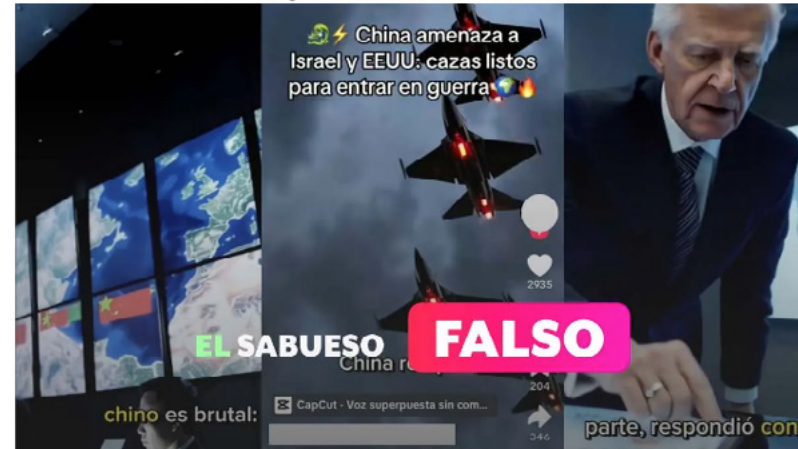 🐲⚡ China amenaza a
Israel y EEUU: cazas listos
para entrar en guerra 🌍🔥
2935
EL SABUESO
FALSO
China
204
CapCut - Voz superpuesta sin com...
chino es brutal:
346
parte, respondió con